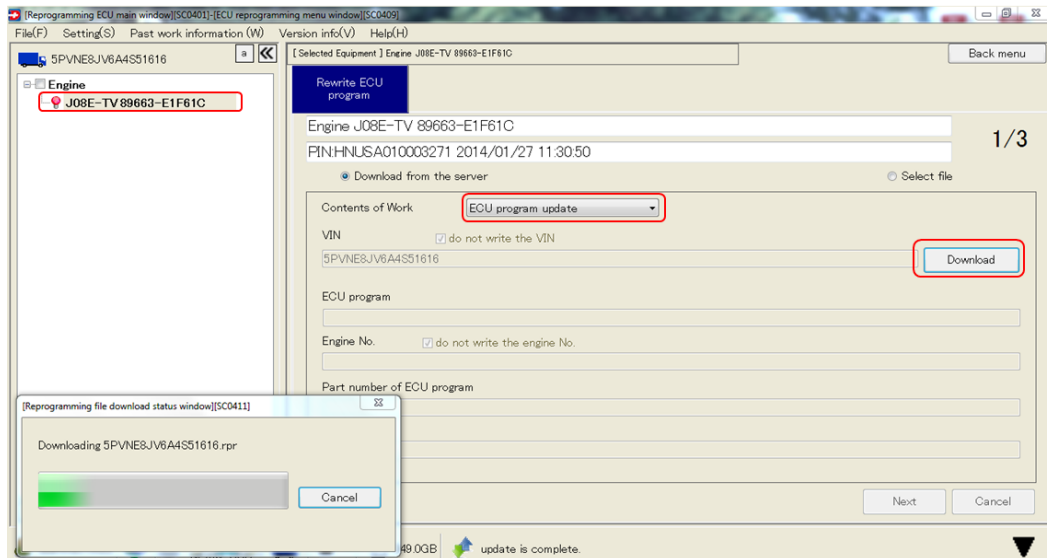 [Reprogramming ECU main window][SC0401]-[ECU reprogramming menu window][SC0409]
File(F) Setting(S) Past work information (W) Version info(V) Help(H)
5PVNE8JV6A4S51616
a
[ Selected Equipment ] Engine J08E-TV 89663-E1F61C
Back menu
Engine
J08E-TV 89663-E1F61C
Rewrite ECU
program
Engine J08E-TV 89663-E1F61C
PIN:HNUSA010003271 2014/01/27 11:30:50
1/3
Download from the server
Select file
Contents of Work
ECU program update
VIN
do not write the VIN
5PVNE8JV6A4S51616
Download
ECU program
Engine No.
do not write the engine No.
Part number of ECU program
[Reprogramming file download status window][SC0411]
Downloading 5PVNE8JV6A4S51616.rpr
Cancel
Next
Cancel
49.0GB
update is complete.